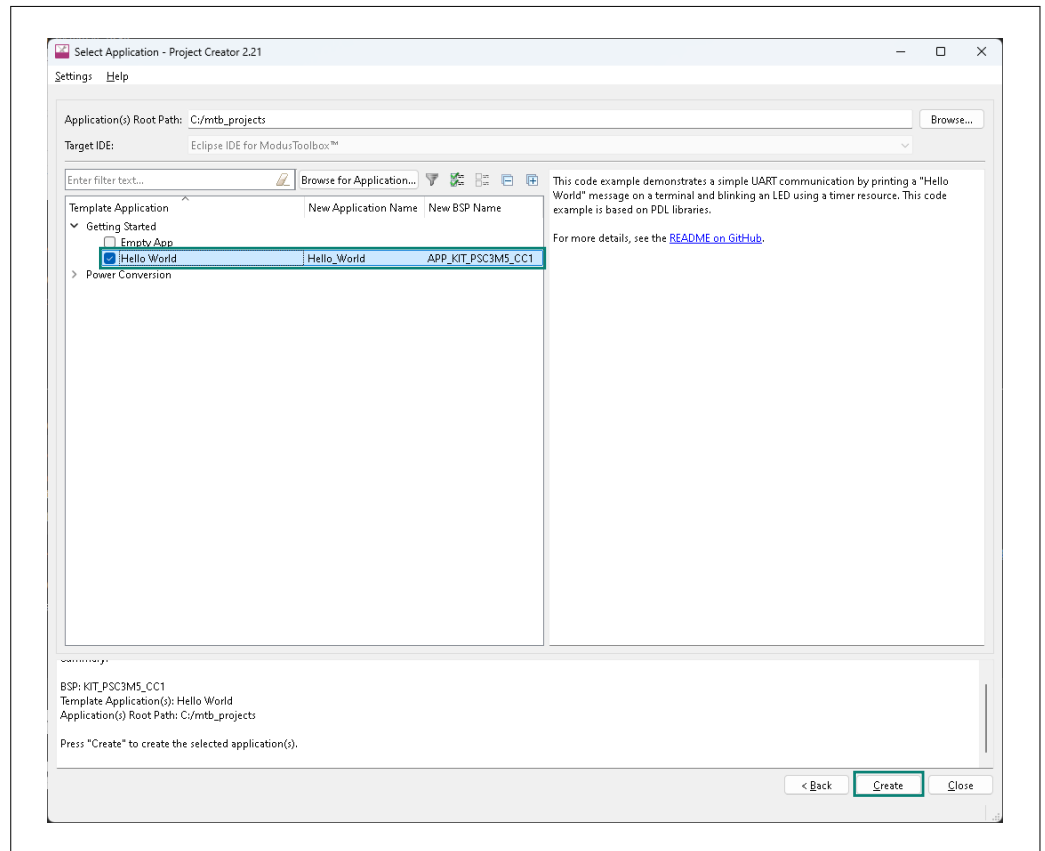 Select Application - Project Creator 2.21
Settings Help
Application(s) Root Path: C:/mtb_projects Browse...
Target IDE: Eclipse IDE for ModusToolbox™
Enter filter text... Browse for Application...
Template Application New Application Name New BSP Name
Getting Started
Empty App
Hello World Hello_World APP_KIT_PSC3M5_CC1
Power Conversion
This code example demonstrates a simple UART communication by printing a "Hello
World" message on a terminal and blinking an LED using a timer resource. This code
example is based on PDL libraries.
For more details, see the README on GitHub.
Summary:
BSP: KIT_PSC3M5_CC1
Template Application(s): Hello World
Application(s) Root Path: C:/mtb_projects
Press "Create" to create the selected application(s).
< Back Create Close